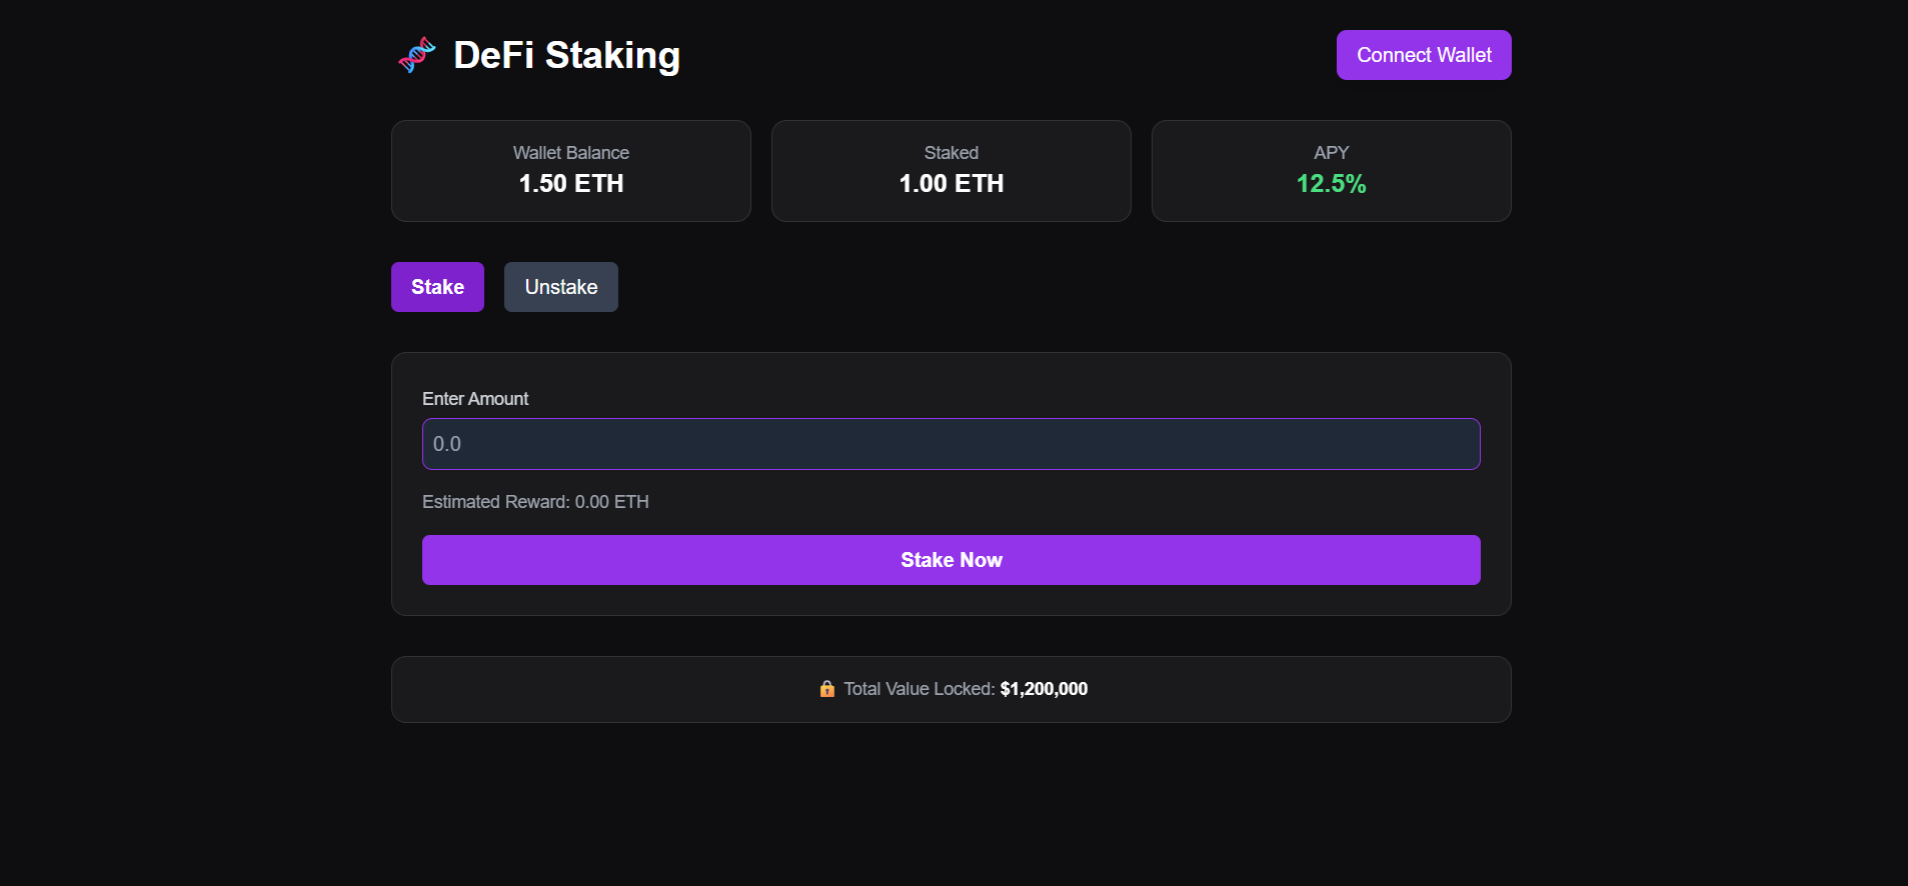 🧬 DeFi Staking
Connect Wallet
Wallet Balance
1.50 ETH
Staked
1.00 ETH
APY
12.5%
Stake
Unstake
Enter Amount
0.0
Estimated Reward: 0.00 ETH
Stake Now
🔒 Total Value Locked: $1,200,000